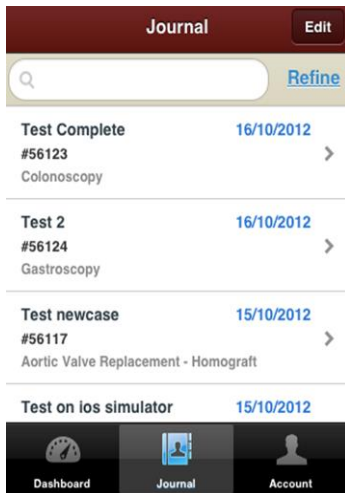 Journal Edit
Refine
Test Complete 16/10/2012
#56123
Colonoscopy
Test 2 16/10/2012
#56124
Gastroscopy
Test newcase 15/10/2012
#56117
Aortic Valve Replacement - Homograft
Test on ios simulator 15/10/2012
Dashboard Journal Account